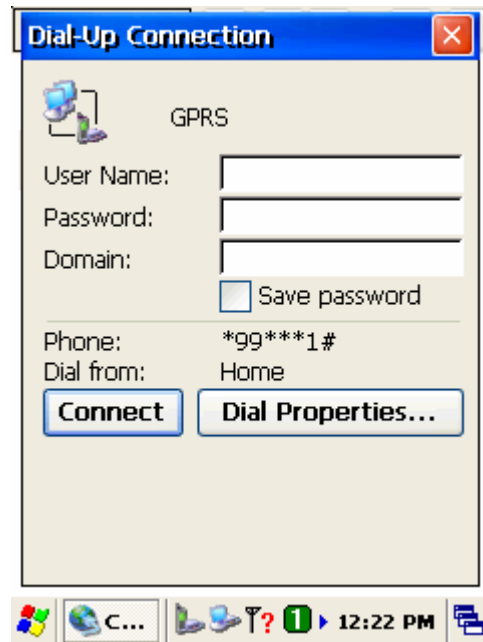 Dial-Up Connection
GPRS
User Name:
Password:
Domain:
Save password
Phone: *99***1#
Dial from: Home
Connect Dial Properties...
C... ? 1 12:22 PM